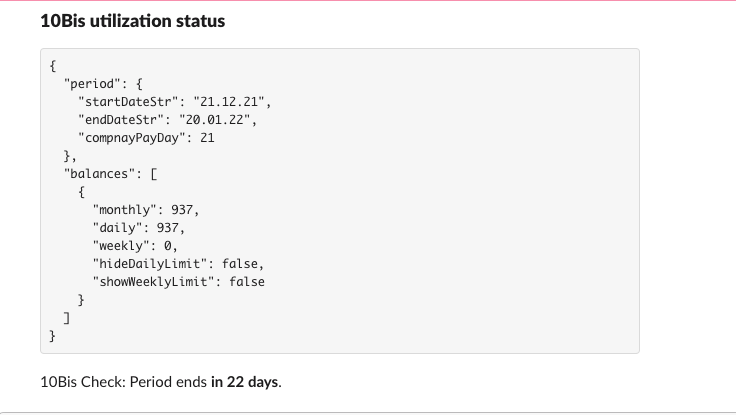 10Bis utilization status
{
  "period": {
    "startDateStr": "21.12.21",
    "endDateStr": "20.01.22",
    "compnayPayDay": 21
  },
  "balances": [
    {
      "monthly": 937,
      "daily": 937,
      "weekly": 0,
      "hideDailyLimit": false,
      "showWeeklyLimit": false
    }
  ]
}
10Bis Check: Period ends in 22 days.